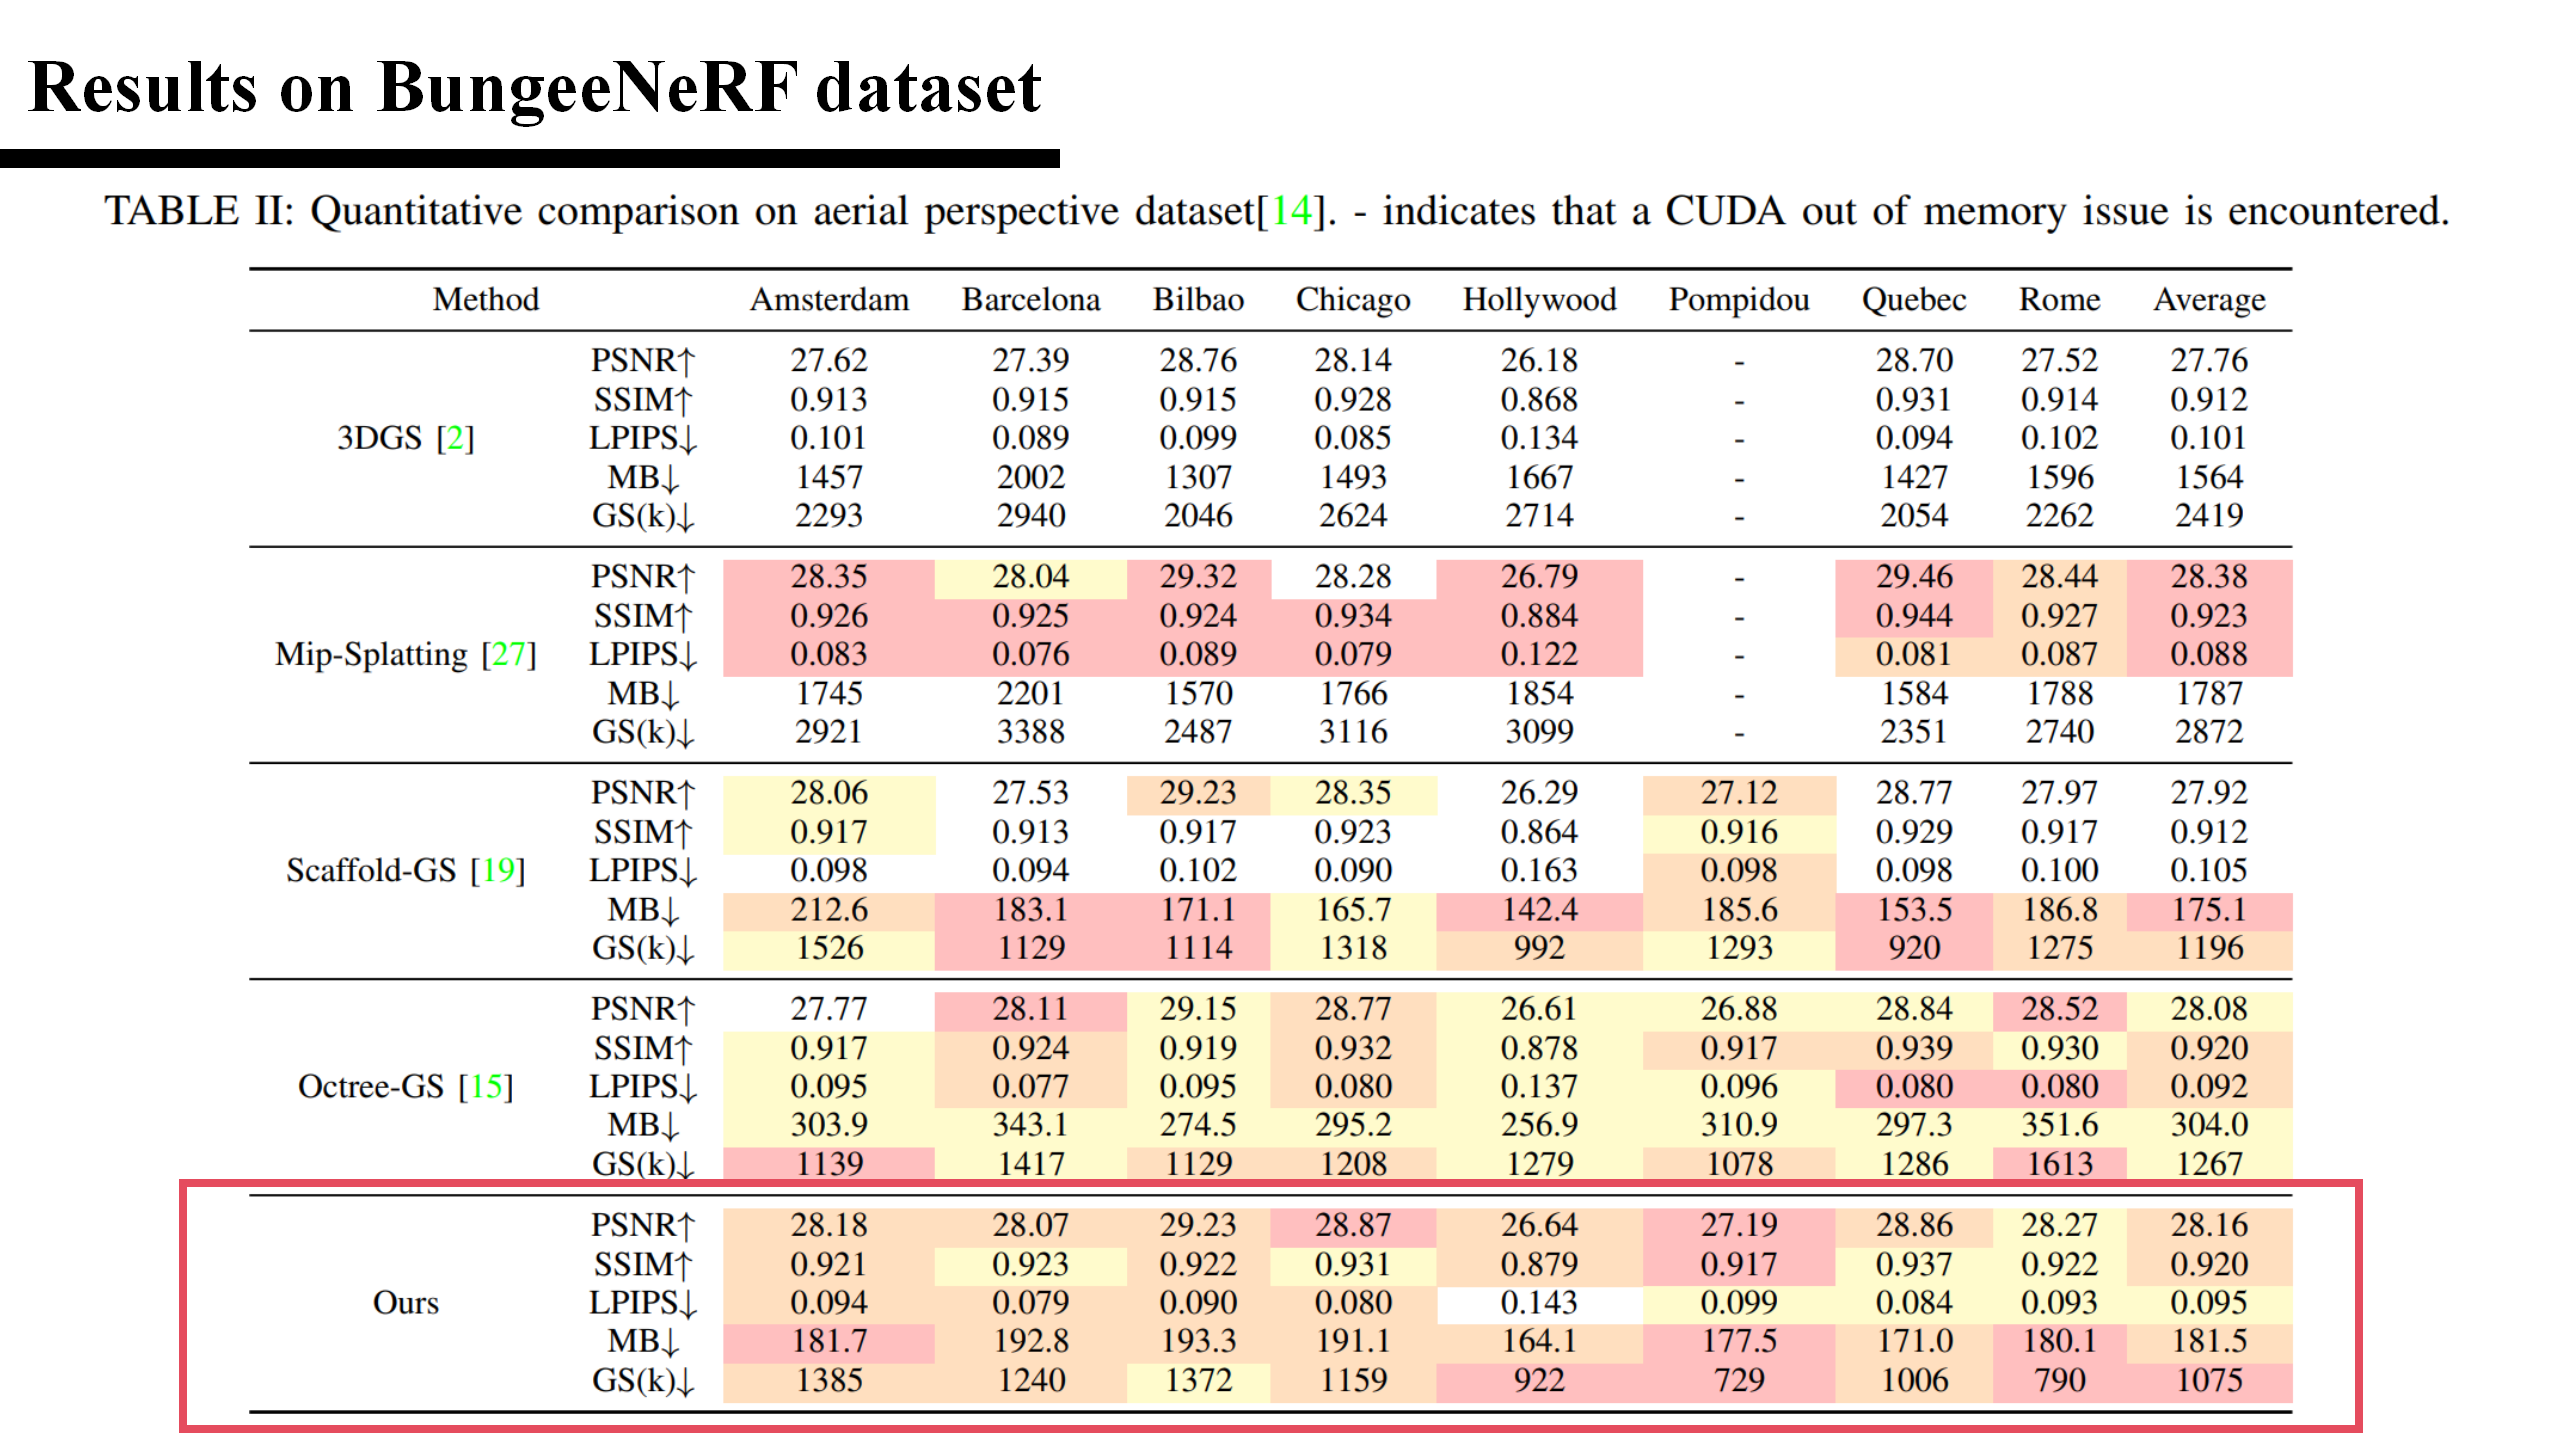 Results on BungeeNeRF dataset
TABLE II: Quantitative comparison on aerial perspective dataset[14]. - indicates that a CUDA out of memory issue is encountered.
Method Amsterdam Barcelona Bilbao Chicago Hollywood Pompidou Quebec Rome Average
PSNR↑ 27.62 27.39 28.76 28.14 26.18 - 28.70 27.52 27.76
SSIM↑ 0.913 0.915 0.915 0.928 0.868 - 0.931 0.914 0.912
3DGS [2] LPIPS↓ 0.101 0.089 0.099 0.085 0.134 - 0.094 0.102 0.101
MB↓ 1457 2002 1307 1493 1667 - 1427 1596 1564
GS(k)↓ 2293 2940 2046 2624 2714 - 2054 2262 2419
PSNR↑ 28.35 28.04 29.32 28.28 26.79 - 29.46 28.44 28.38
SSIM↑ 0.926 0.925 0.924 0.934 0.884 - 0.944 0.927 0.923
Mip-Splatting [27] LPIPS↓ 0.083 0.076 0.089 0.079 0.122 - 0.081 0.087 0.088
MB↓ 1745 2201 1570 1766 1854 - 1584 1788 1787
GS(k)↓ 2921 3388 2487 3116 3099 - 2351 2740 2872
PSNR↑ 28.06 27.53 29.23 28.35 26.29 27.12 28.77 27.97 27.92
SSIM↑ 0.917 0.913 0.917 0.923 0.864 0.916 0.929 0.917 0.912
Scaffold-GS [19] LPIPS↓ 0.098 0.094 0.102 0.090 0.163 0.098 0.098 0.100 0.105
MB↓ 212.6 183.1 171.1 165.7 142.4 185.6 153.5 186.8 175.1
GS(k)↓ 1526 1129 1114 1318 992 1293 920 1275 1196
PSNR↑ 27.77 28.11 29.15 28.77 26.61 26.88 28.84 28.52 28.08
SSIM↑ 0.917 0.924 0.919 0.932 0.878 0.917 0.939 0.930 0.920
Octree-GS [15] LPIPS↓ 0.095 0.077 0.095 0.080 0.137 0.096 0.080 0.080 0.092
MB↓ 303.9 343.1 274.5 295.2 256.9 310.9 297.3 351.6 304.0
GS(k)↓ 1139 1417 1129 1208 1279 1078 1286 1613 1267
PSNR↑ 28.18 28.07 29.23 28.87 26.64 27.19 28.86 28.27 28.16
SSIM↑ 0.921 0.923 0.922 0.931 0.879 0.917 0.937 0.922 0.920
Ours LPIPS↓ 0.094 0.079 0.090 0.080 0.143 0.099 0.084 0.093 0.095
MB↓ 181.7 192.8 193.3 191.1 164.1 177.5 171.0 180.1 181.5
GS(k)↓ 1385 1240 1372 1159 922 729 1006 790 1075